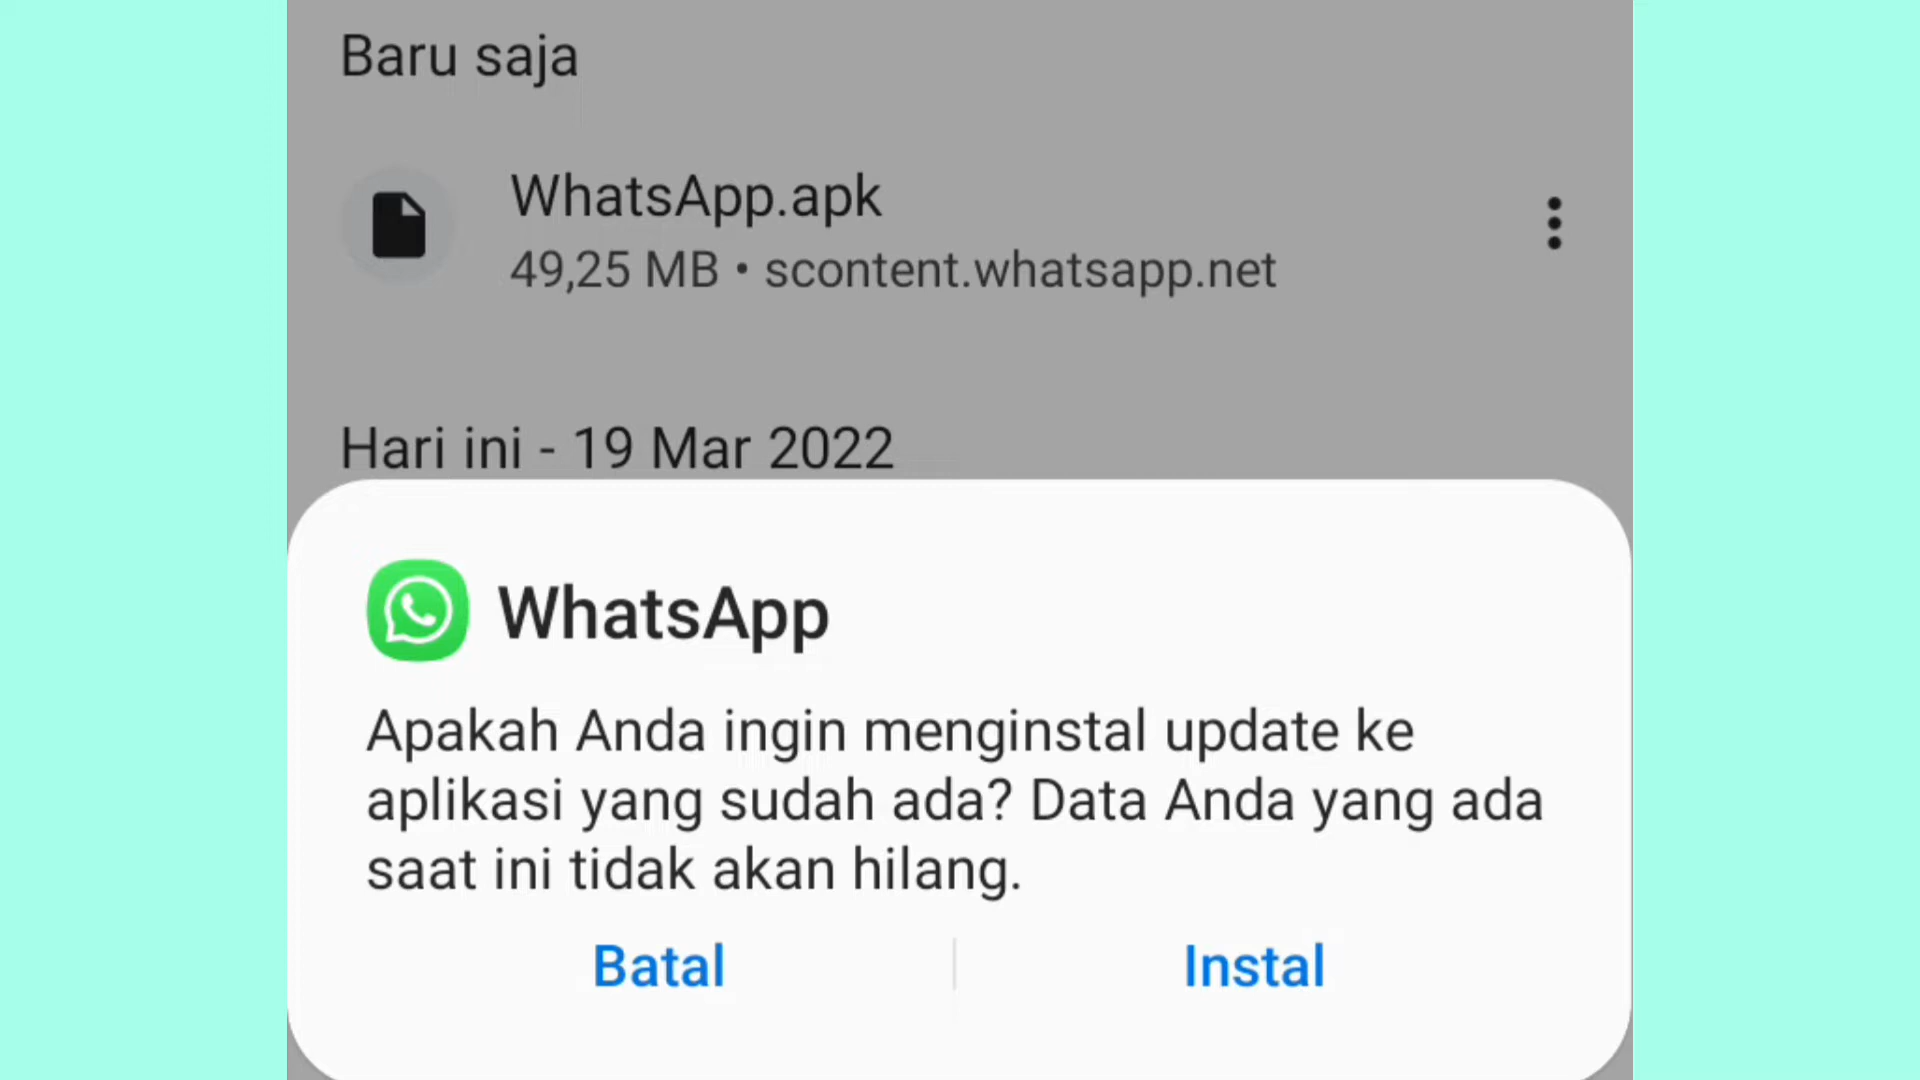 Baru saja
WhatsApp.apk
49,25 MB • scontent.whatsapp.net
Hari ini - 19 Mar 2022
WhatsApp
Apakah Anda ingin menginstal update ke
aplikasi yang sudah ada? Data Anda yang ada
saat ini tidak akan hilang.
Batal
Instal